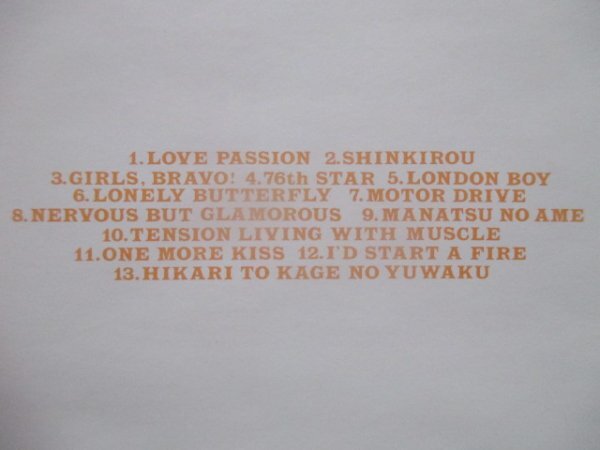 1.LOVE PASSION 2.SHINKIROU
3.GIRLS, BRAVO! 4.76th STAR 5.LONDON BOY
6.LONELY BUTTERFLY 7.MOTOR DRIVE
8.NERVOUS BUT GLAMOROUS 9.MANATSU NO AME
10.TENSION LIVING WITH MUSCLE
11.ONE MORE KISS 12.I'D START A FIRE
13.HIKARI TO KAGE NO YUWAKU